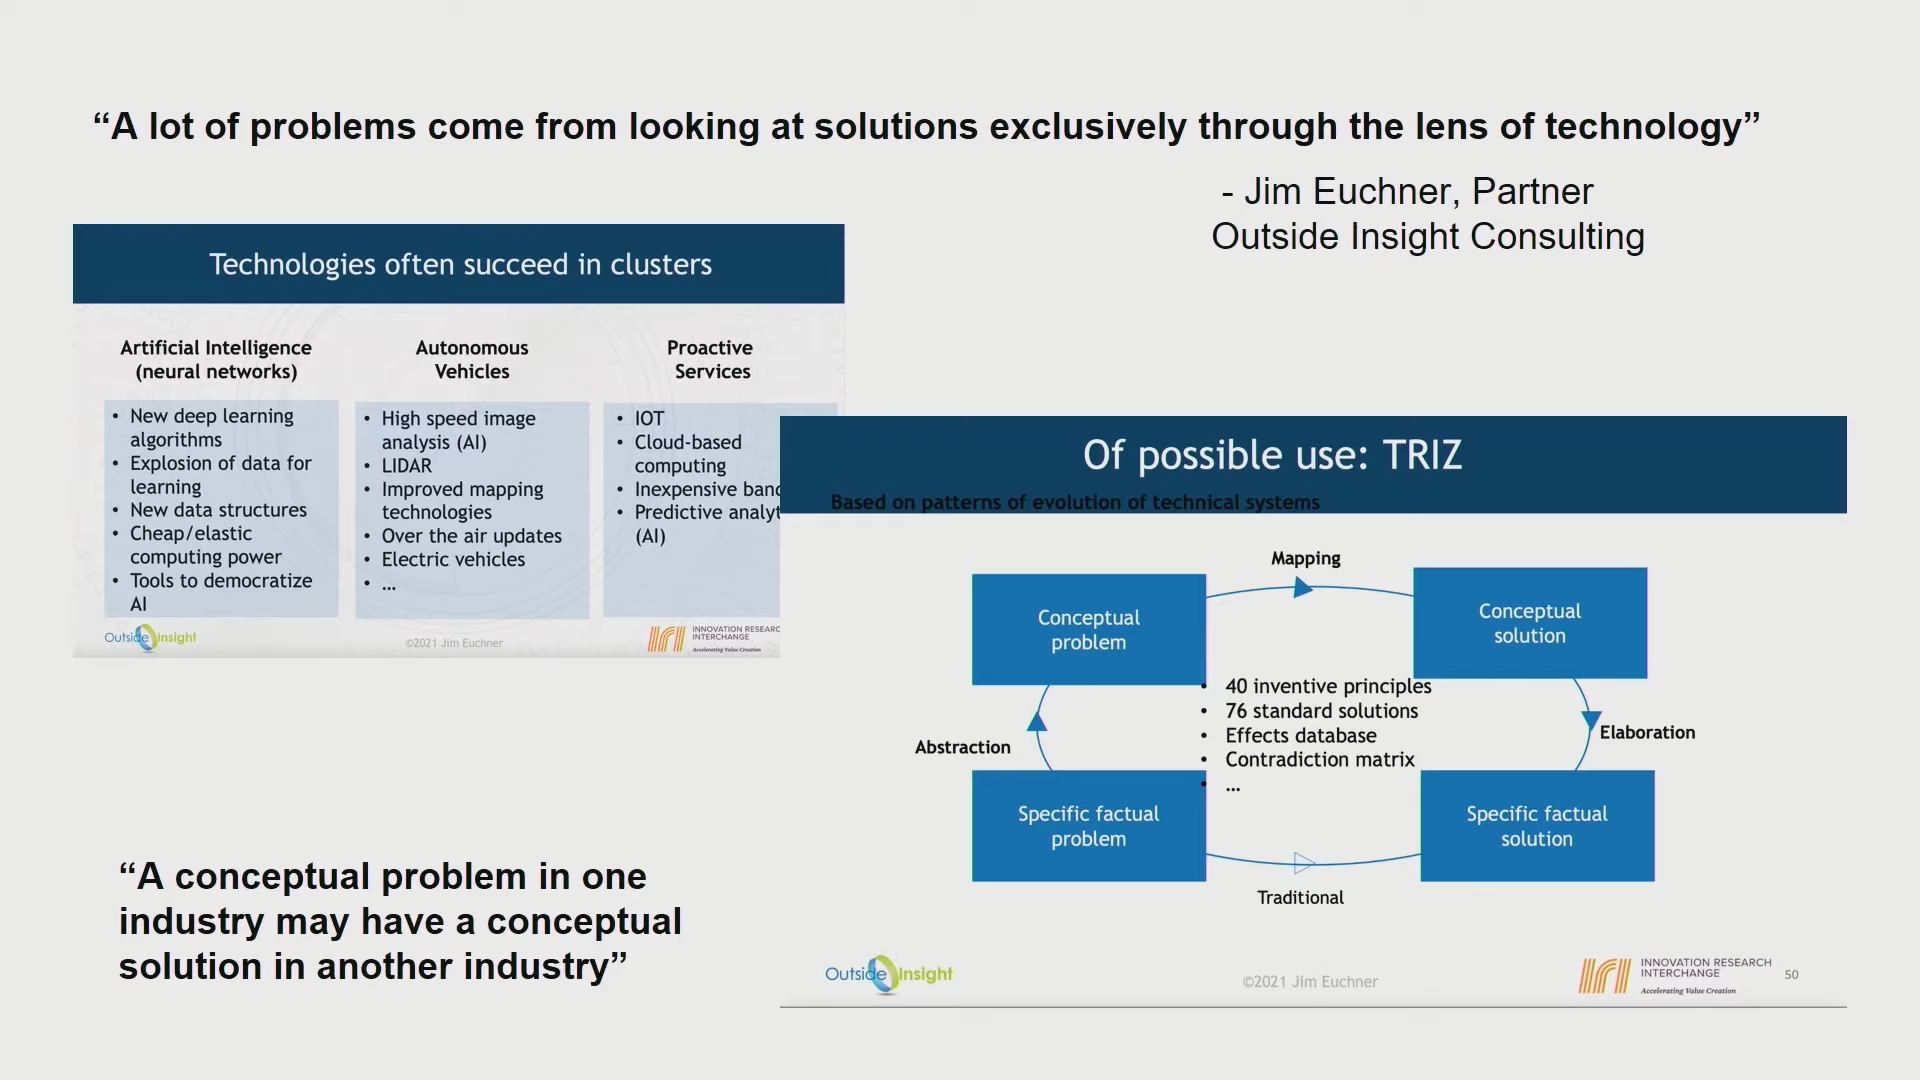 “A lot of problems come from looking at solutions exclusively through the lens of technology”
- Jim Euchner, Partner
Outside Insight Consulting
Technologies often succeed in clusters
Artificial Intelligence
(neural networks)
• New deep learning
algorithms
• Explosion of data for
learning
• New data structures
• Cheap/elastic
computing power
• Tools to democratize
AI
Autonomous
Vehicles
• High speed image
analysis (AI)
• LIDAR
• Improved mapping
technologies
• Over the air updates
• Electric vehicles
• ...
Proactive
Services
• IOT
• Cloud-based
computing
• Inexpensive
• Predictive
(AI)
Outside Insight
©2021 Jim Euchner
INNOVATION
INTERCHANGE
Accelerating Value Creation
Of possible use: TRIZ
Based on patterns of evolution of technical systems
Mapping
Conceptual
problem
Conceptual
solution
• 40 inventive principles
• 76 standard solutions
• Effects database
• Contradiction matrix
• ...
Abstraction
Elaboration
Specific factual
problem
Specific factual
solution
Traditional
Outside Insight
©2021 Jim Euchner
INNOVATION RESEARCH
INTERCHANGE
Accelerating Value Creation
50
“A conceptual problem in one
industry may have a conceptual
solution in another industry”